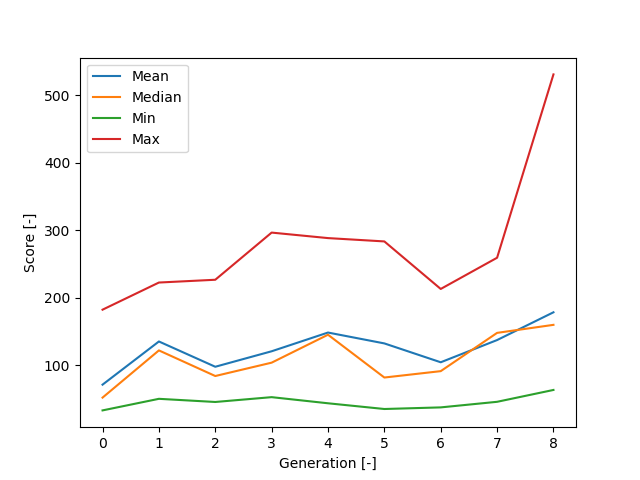 Mean
Median
Min
Max
500
400
300
200
100
Score [-]
0 1 2 3 4 5 6 7 8
Generation [-]